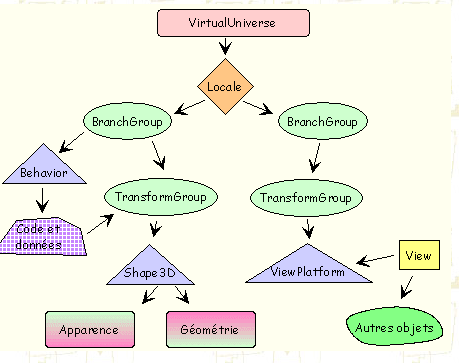 VirtualUniverse
Locale
BranchGroup
BranchGroup
Behavior
TransformGroup
TransformGroup
Code et
données
Shape3D
ViewPlatform
View
Apparence
Géométrie
Autres objets